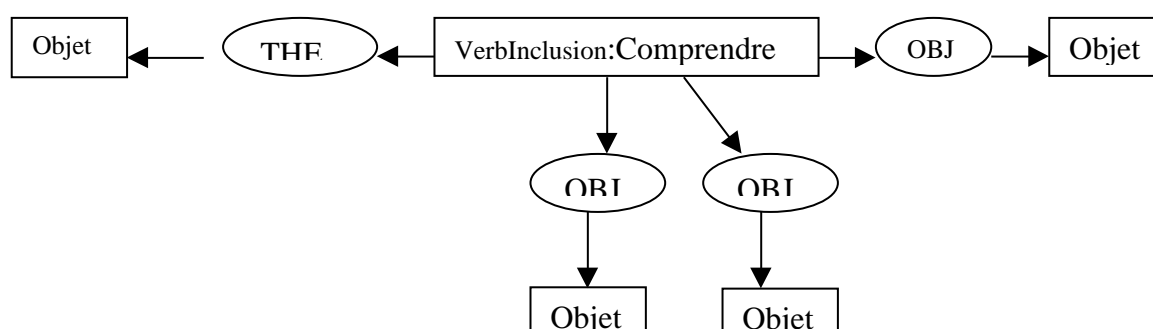 Objet
THE
VerbInclusion:Comprendre
OBJ
Objet
OBJ
OBJ
Objet
Objet